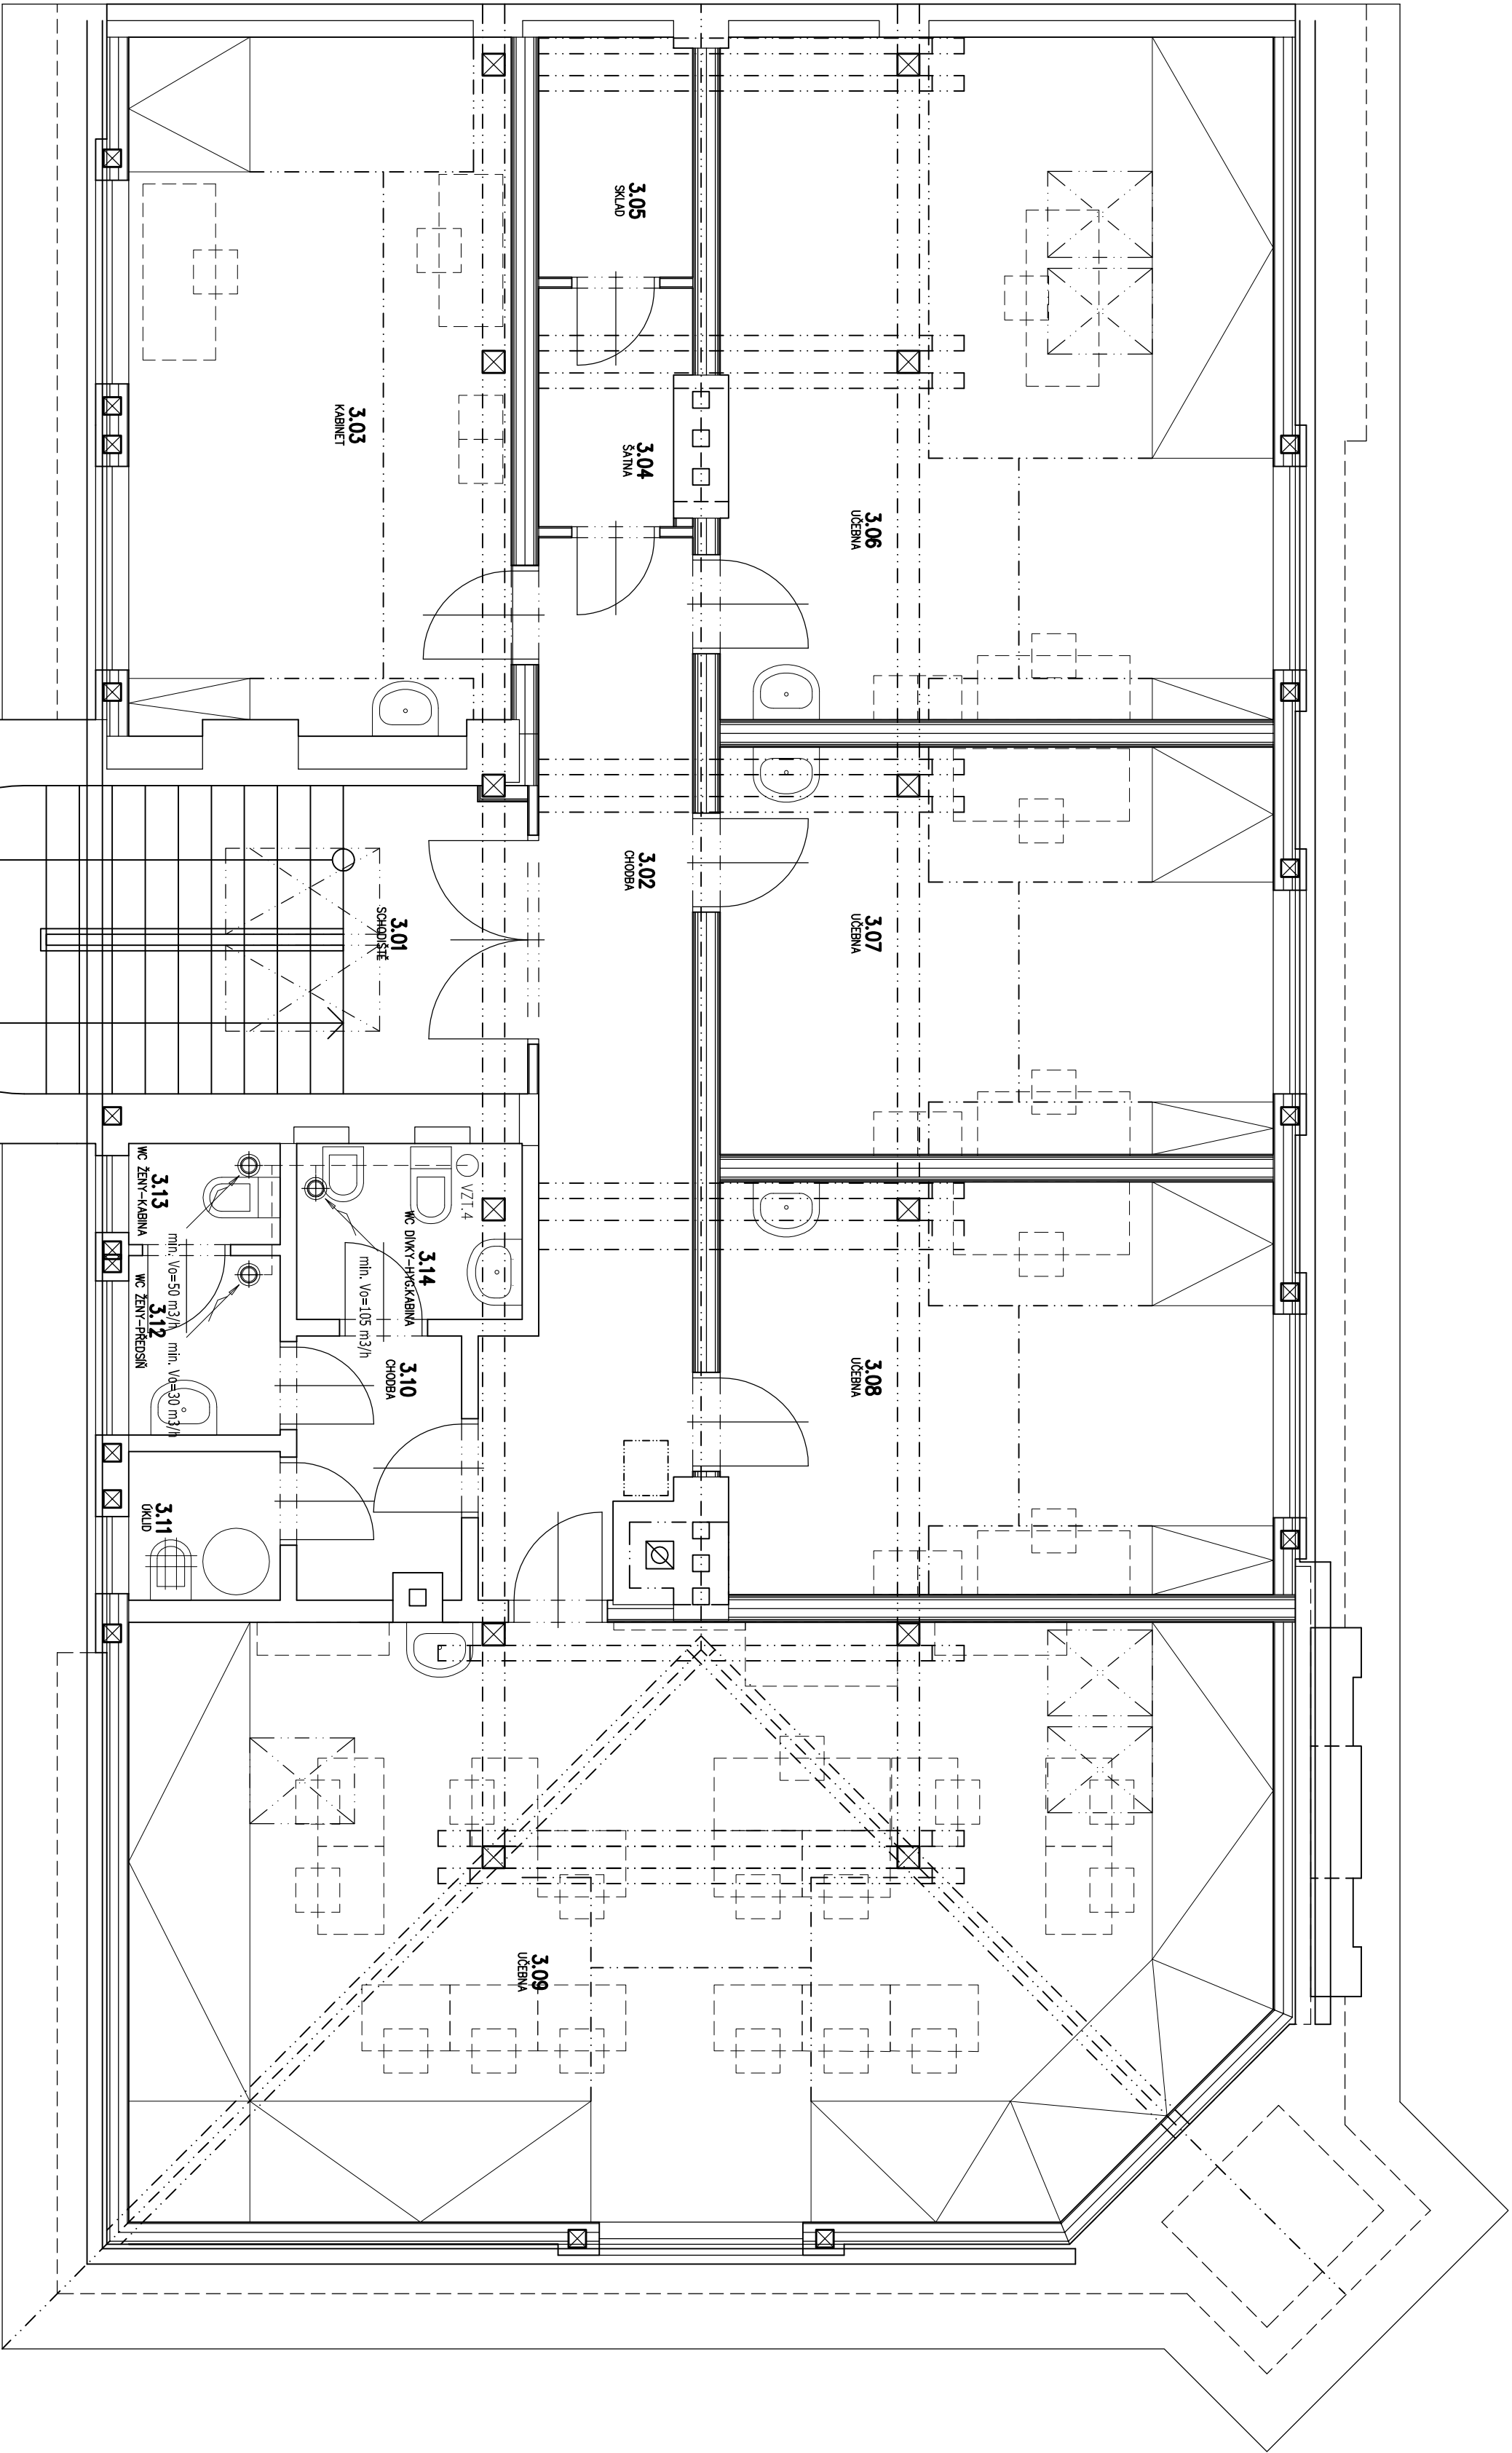 3.01
SCHODIŠTĚ
3.02
CHODBA
3.03
KABINET
3.04
ŠATNA
3.05
SKLAD
3.06
UČEBNA
3.07
UČEBNA
3.08
UČEBNA
3.09
UČEBNA
3.10
CHODBA
3.11
ÚKLID
3.12
WC ŽENY-PŘEDSÍŇ
min. Vo=30 m3/h
3.13
WC ŽENY-KABINA
min. Vo=50 m3/h
3.14
WC DÍVKY-HYG.KABINA
min. Vo=105 m3/h
VZT.4